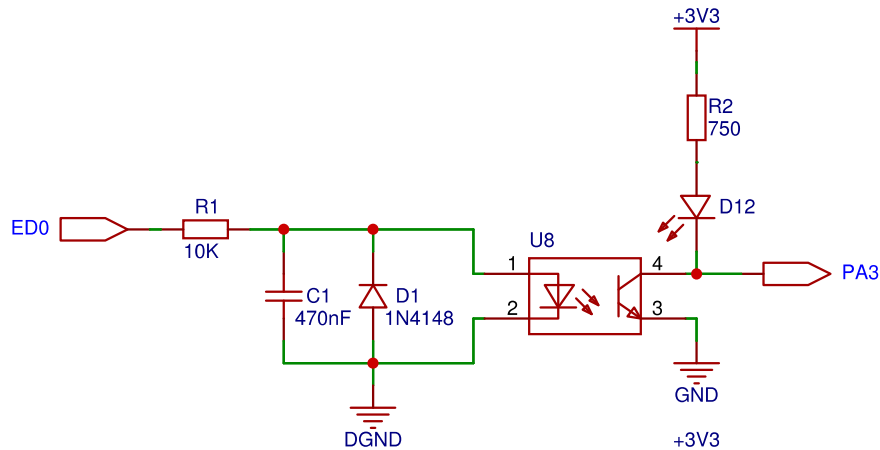 +3V3
R2
750
D12
R1
ED0
10K
U8
1
4
PA3
C1
D1
470nF
1N4148
2
3
GND
DGND
+3V3